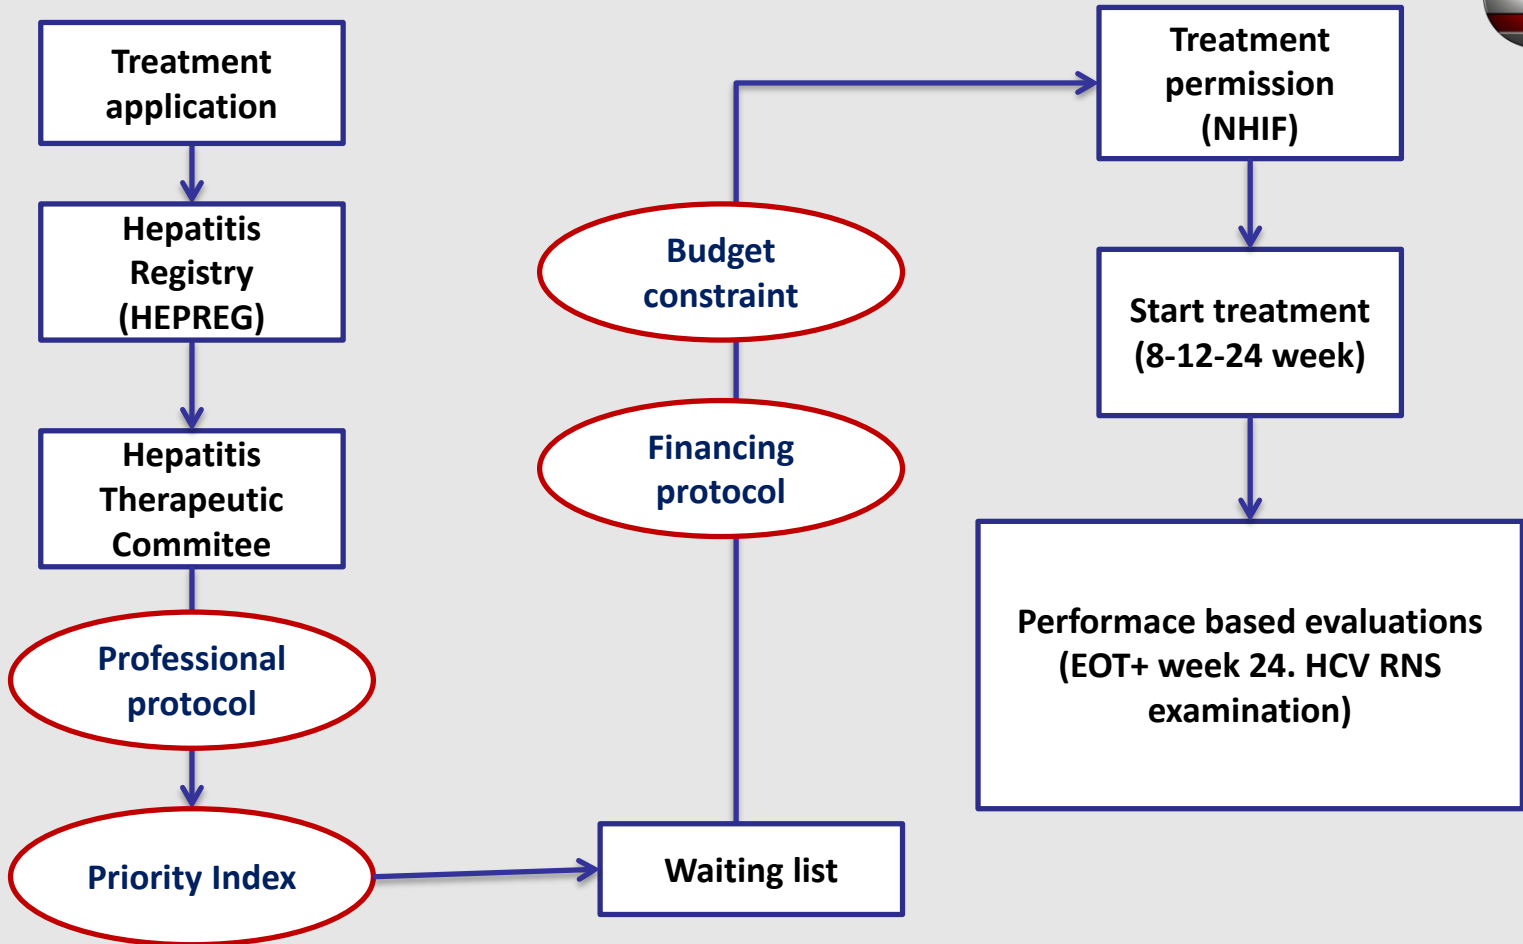 Treatment
application
Hepatitis
Registry
(HEPREG)
Hepatitis
Therapeutic
Commitee
Professional
protocol
Priority Index
Waiting list
Financing
protocol
Budget
constraint
Treatment
permission
(NHIF)
Start treatment
(8-12-24 week)
Performace based evaluations
(EOT+ week 24. HCV RNS
examination)